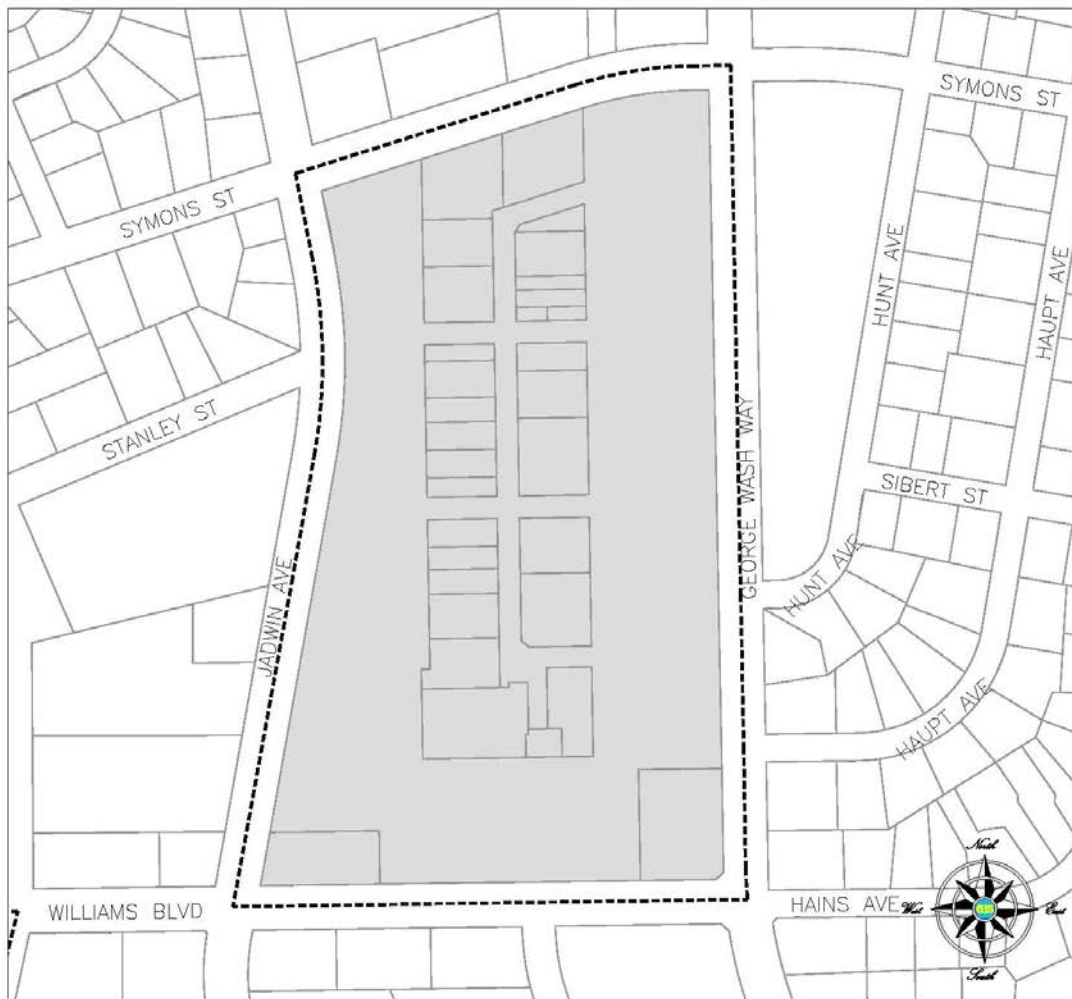 SYMONS ST
SYMONS ST
HUNT AVE
HAUPT AVE
STANLEY ST
GEORGE WASH WAY
SIBERT ST
HUNT AVE
JADWIN AVE
HAUPT AVE
North
WILLIAMS BLVD
HAINS AVE
West
GIS
East
South